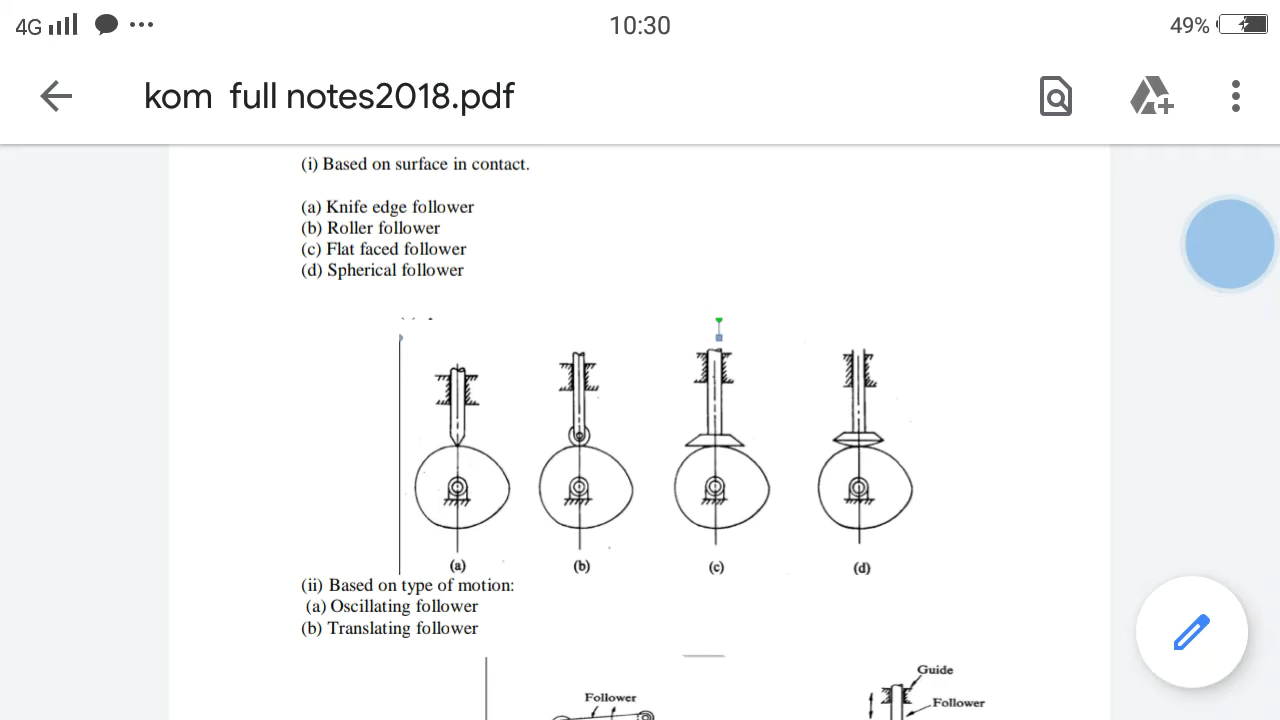 4G ... 10:30 49%
kom full notes2018.pdf
(i) Based on surface in contact.
(a) Knife edge follower
(b) Roller follower
(c) Flat faced follower
(d) Spherical follower
(a) (b) (c) (d)
(ii) Based on type of motion:
(a) Oscillating follower
(b) Translating follower
Guide
Follower Follower